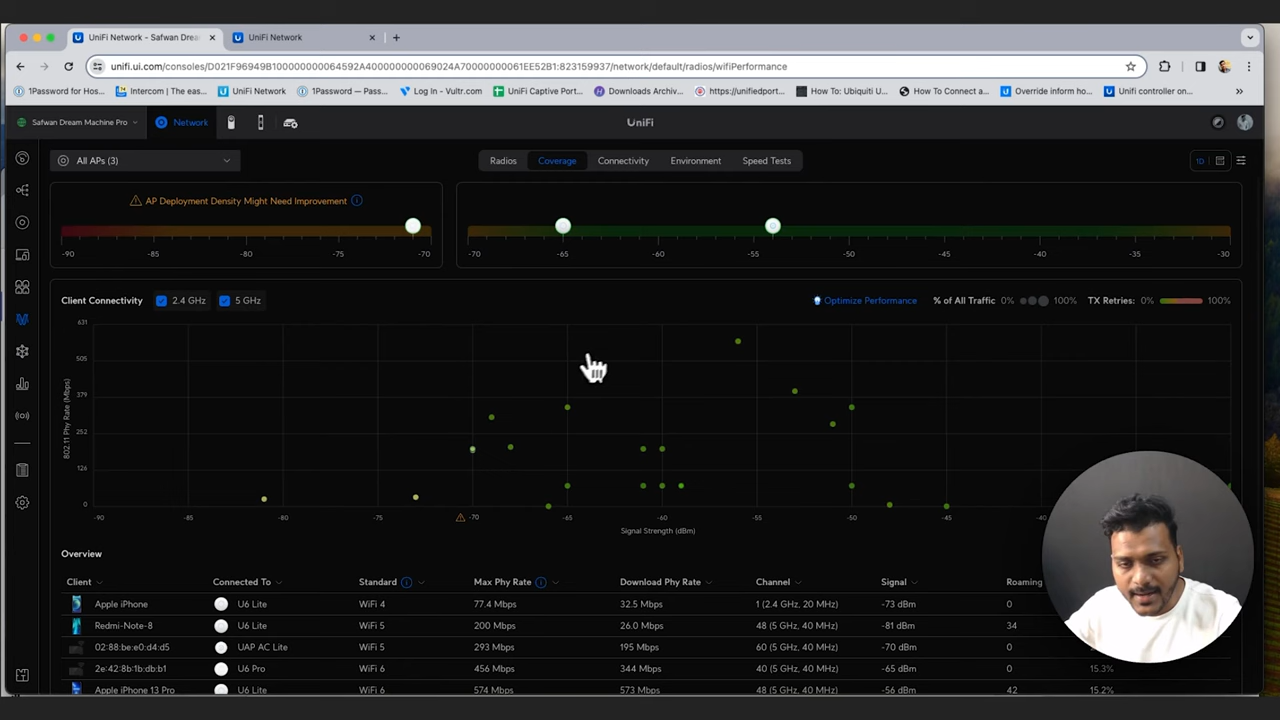 UniFi Network - Safwan Drea
UniFi Network
unifi.ui.com/consoles/D021F96949B10000000064592A400000000069024A70000000061EE52B1:823159937/network/default/radios/wifiPerformance
1Password for Hos... Intercom | The eas... UniFi Network 1Password — Pass... Log In - Vultr.com UniFi Captive Port... Downloads Archiv... https://unifiedport... How To: Ubiquiti U... How To Connect a... Override inform ho... Unifi controller on... »
Safwan Dream Machine Pro Network UniFi
All APs (3) Radios Coverage Connectivity Environment Speed Tests 1D
AP Deployment Density Might Need Improvement
-90 -85 -80 -75 -70 -70 -65 -60 -55 -50 -45 -40 -35 -30
Client Connectivity 2.4 GHz 5 GHz Optimize Performance % of All Traffic 0% 100% TX Retries: 0% 100%
631
505
379
252
126
0
802.11 Phy Rate (Mbps)
-90 -85 -80 -75 -70 -65 -60 -55 -50 -45 -40
Signal Strength (dBm)
Overview
Client Connected To Standard Max Phy Rate Download Phy Rate Channel Signal Roaming
Apple iPhone U6 Lite WiFi 4 77.4 Mbps 32.5 Mbps 1 (2.4 GHz, 20 MHz) -73 dBm 0
Redmi-Note-8 U6 Lite WiFi 5 200 Mbps 26.0 Mbps 48 (5 GHz, 40 MHz) -81 dBm 34
02:88:be:e0:d4:d5 UAP AC Lite WiFi 5 293 Mbps 195 Mbps 60 (5 GHz, 40 MHz) -70 dBm 0
2e:42:8b:1b:db:b1 U6 Pro WiFi 6 456 Mbps 344 Mbps 40 (5 GHz, 40 MHz) -65 dBm 0 15.3%
Apple iPhone 13 Pro U6 Lite WiFi 6 574 Mbps 573 Mbps 48 (5 GHz, 40 MHz) -56 dBm 42 15.2%